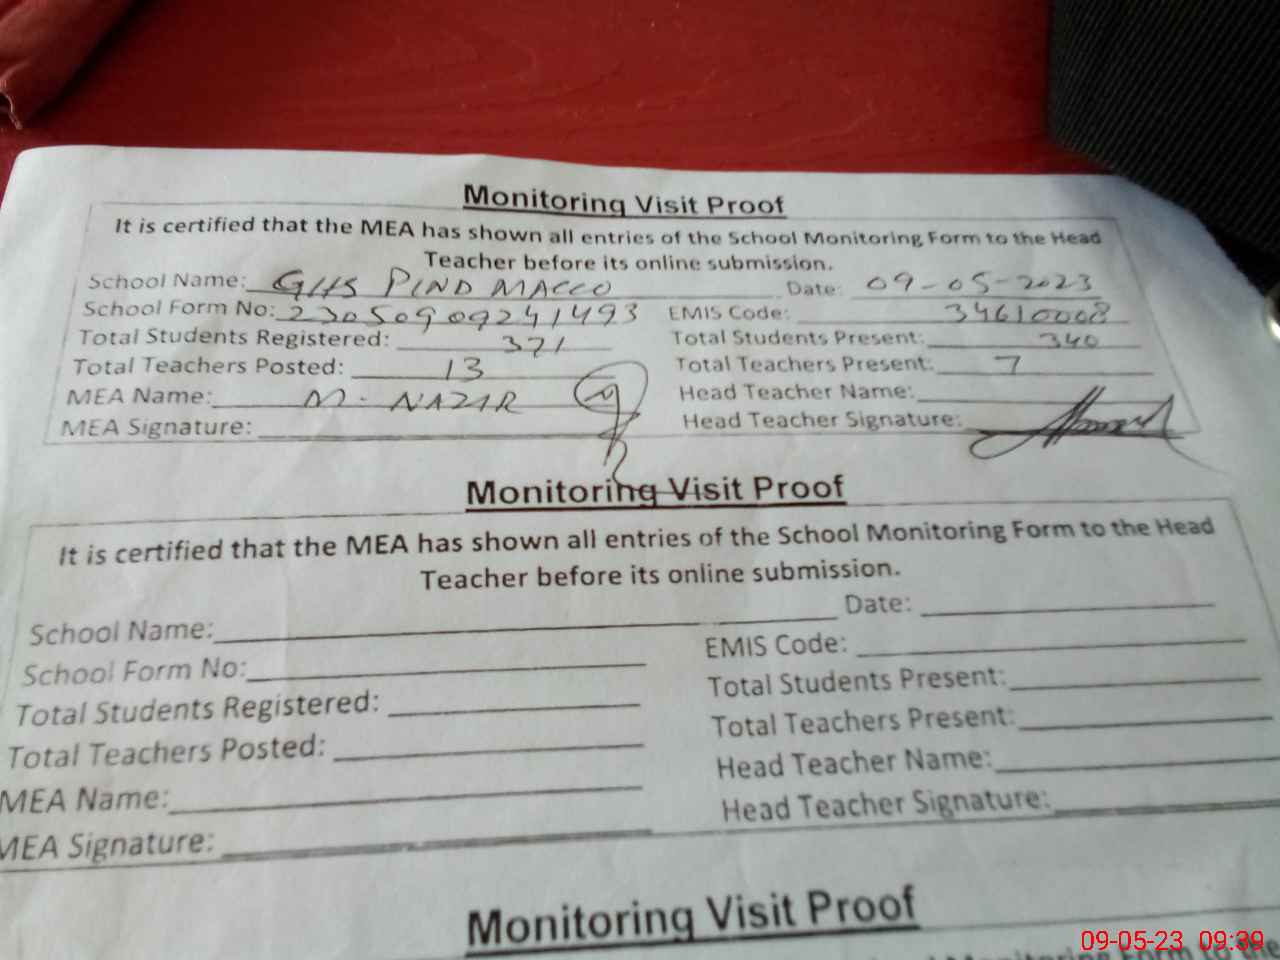 Monitoring Visit Proof
It is certified that the MEA has shown all entries of the School Monitoring Form to the Head
Teacher before its online submission.
School Name: GHS PIND MACCO Date: 09-05-2023
School Form No: 23050909241493 EMIS Code: 34610008
Total Students Registered: 371 Total Students Present: 340
Total Teachers Posted: 13 Total Teachers Present: 7
MEA Name: M. NAZIR Head Teacher Name:
MEA Signature: Head Teacher Signature:
Monitoring Visit Proof
It is certified that the MEA has shown all entries of the School Monitoring Form to the Head
Teacher before its online submission.
School Name: Date:
School Form No: EMIS Code:
Total Students Registered: Total Students Present:
Total Teachers Posted: Total Teachers Present:
MEA Name: Head Teacher Name:
MEA Signature: Head Teacher Signature:
Monitoring Visit Proof
Monitoring Form to the
09-05-23 09:39